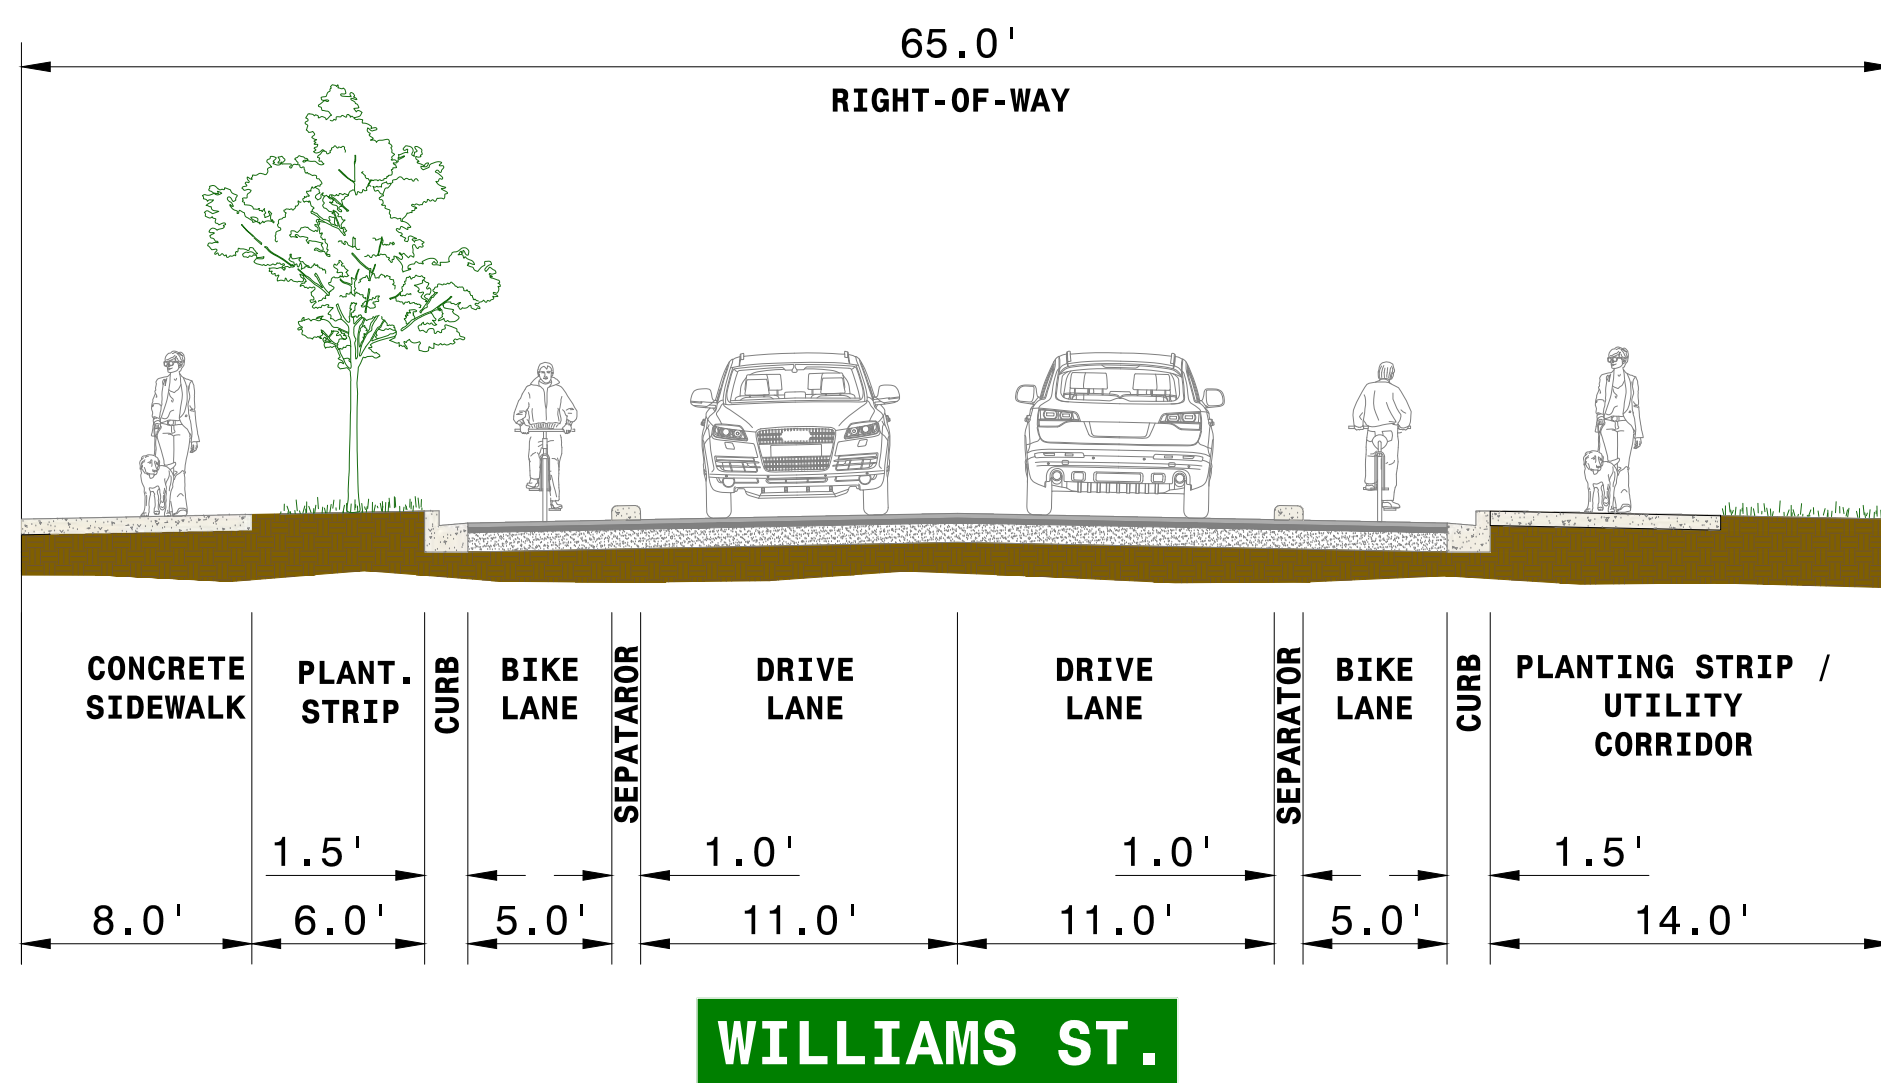 65.0'
RIGHT-OF-WAY
CONCRETE
SIDEWALK
PLANT.
STRIP
CURB
BIKE
LANE
SEPATAROR
DRIVE
LANE
DRIVE
LANE
SEPARATOR
BIKE
LANE
CURB
PLANTING STRIP /
UTILITY
CORRIDOR
1.5'
1.0'
1.0'
1.5'
8.0'
6.0'
5.0'
11.0'
11.0'
5.0'
14.0'
WILLIAMS ST.